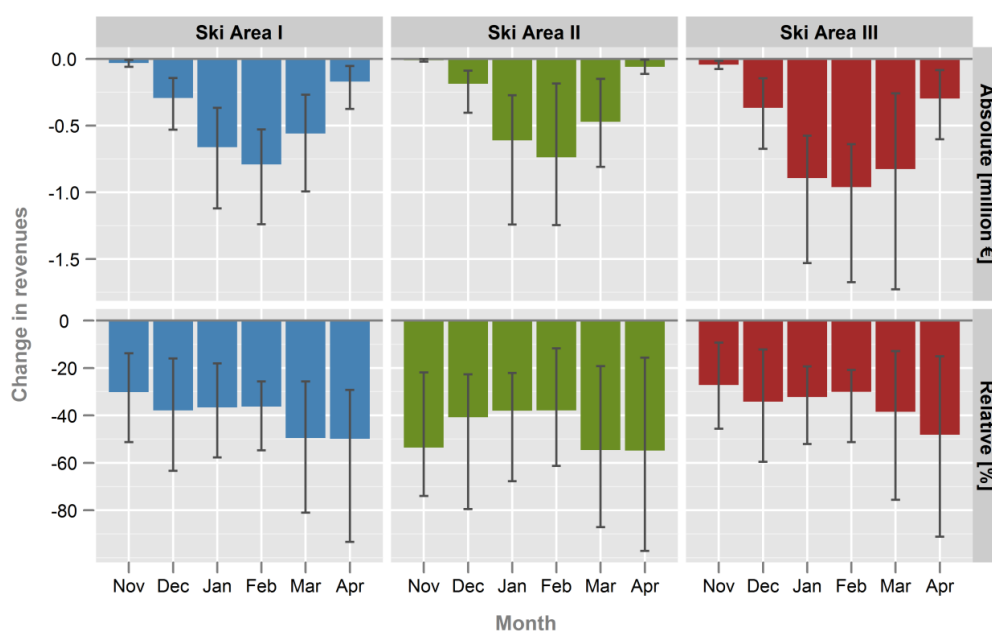 Ski Area I Ski Area II Ski Area III
Change in revenues
0.0
-0.5
-1.0
-1.5
Absolute [million €]
0
-20
-40
-60
-80
Relative [%]
Nov Dec Jan Feb Mar Apr Nov Dec Jan Feb Mar Apr Nov Dec Jan Feb Mar Apr
Month